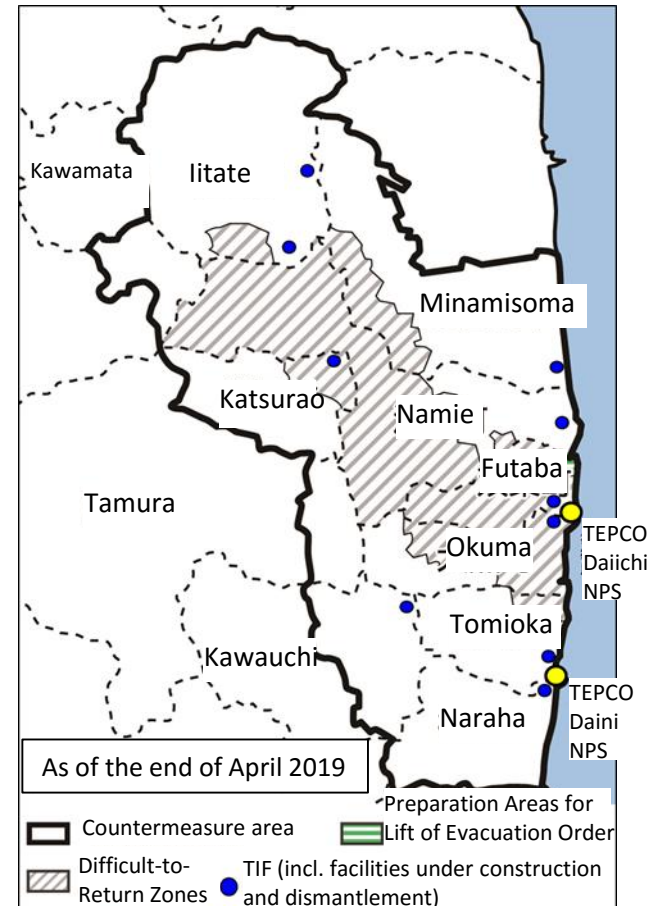 Kawamata
Iitate
Minamisoma
Katsurao
Namie
Futaba
Tamura
Okuma
TEPCO
Daiichi
NPS
Tomioka
Kawauchi
TEPCO
Daini
NPS
Naraha
As of the end of April 2019
Countermeasure area
Preparation Areas for
Lift of Evacuation Order
Difficult-to-
Return Zones
TIF (incl. facilities under construction
and dismantlement)